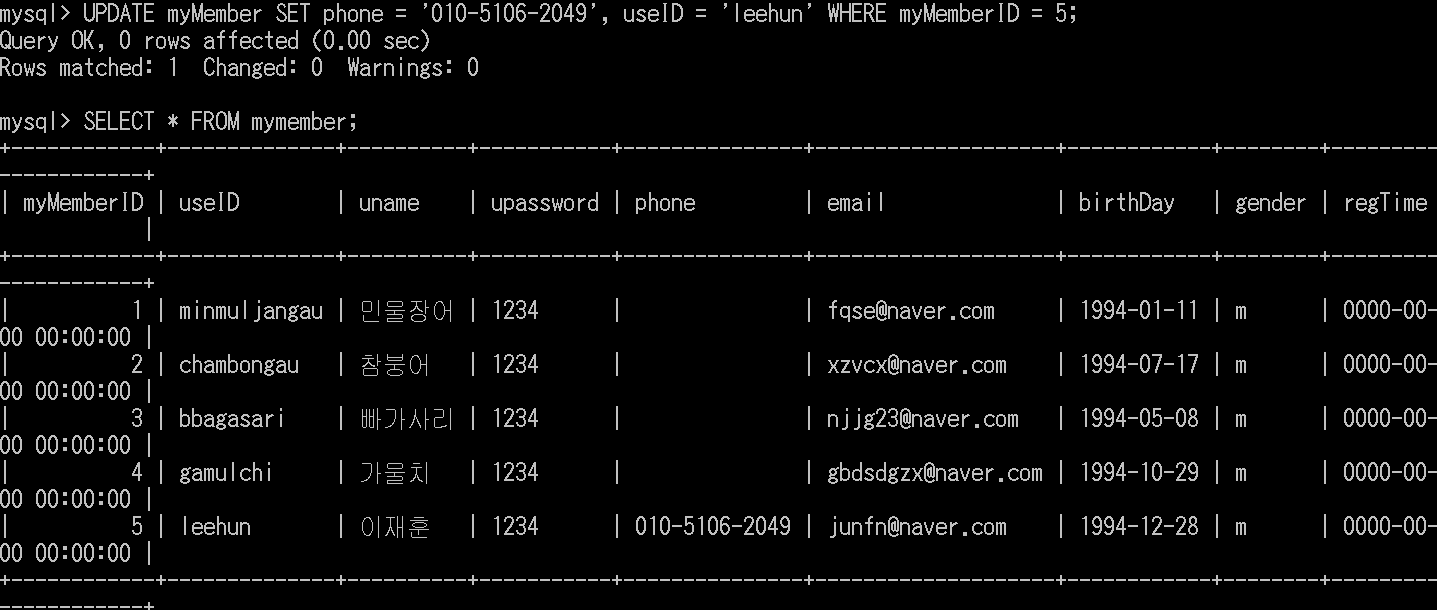 mysql> UPDATE myMember SET phone = '010-5106-2049', useID = 'leehun' WHERE myMemberID = 5;
Query OK, 0 rows affected (0.00 sec)
Rows matched: 1  Changed: 0  Warnings: 0
mysql> SELECT * FROM mymember;
+------------+--------------+----------+-----------+---------------+--------------------+------------+--------+---------
------------+
| myMemberID | useID        | uname    | upassword | phone         | email              | birthDay   | gender | regTime
            |
+------------+--------------+----------+-----------+---------------+--------------------+------------+--------+---------
------------+
|          1 | minmuljangau | 민물장어 | 1234      |               | fqse@naver.com     | 1994-01-11 | m      | 0000-00-
00 00:00:00 |
|          2 | chambongau   | 참붕어   | 1234      |               | xzvcx@naver.com    | 1994-07-17 | m      | 0000-00-
00 00:00:00 |
|          3 | bbagasari    | 빠가사리 | 1234      |               | njjg23@naver.com   | 1994-05-08 | m      | 0000-00-
00 00:00:00 |
|          4 | gamulchi     | 가울치   | 1234      |               | gbdsdgzx@naver.com | 1994-10-29 | m      | 0000-00-
00 00:00:00 |
|          5 | leehun       | 이재훈   | 1234      | 010-5106-2049 | junfn@naver.com    | 1994-12-28 | m      | 0000-00-
00 00:00:00 |
+------------+--------------+----------+-----------+---------------+--------------------+------------+--------+---------
------------+